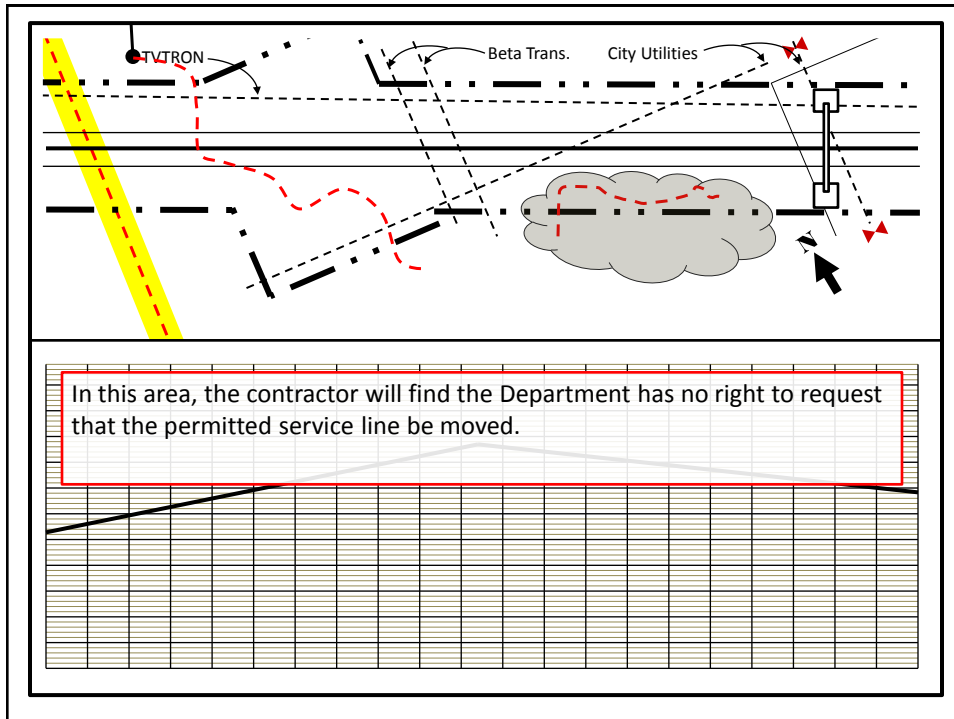 TVTRON
Beta Trans.
City Utilities
N
In this area, the contractor will find the Department has no right to request
that the permitted service line be moved.